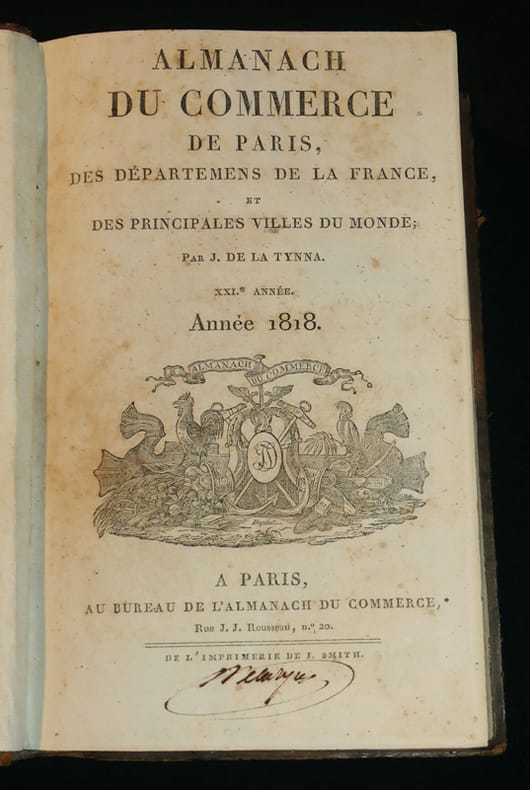 ALMANACH
DU COMMERCE
DE PARIS,
DES DÉPARTEMENS DE LA FRANCE,
ET
DES PRINCIPALES VILLES DU MONDE;
PAR J. DE LA TYNNA.
XXI.e ANNÉE.
Année 1818.
ALMANACH DU COMMERCE
A PARIS,
AU BUREAU DE L'ALMANACH DU COMMERCE,
Rue J. J. Rousseau, n.º 20.
DE L'IMPRIMERIE DE J. SMITH.